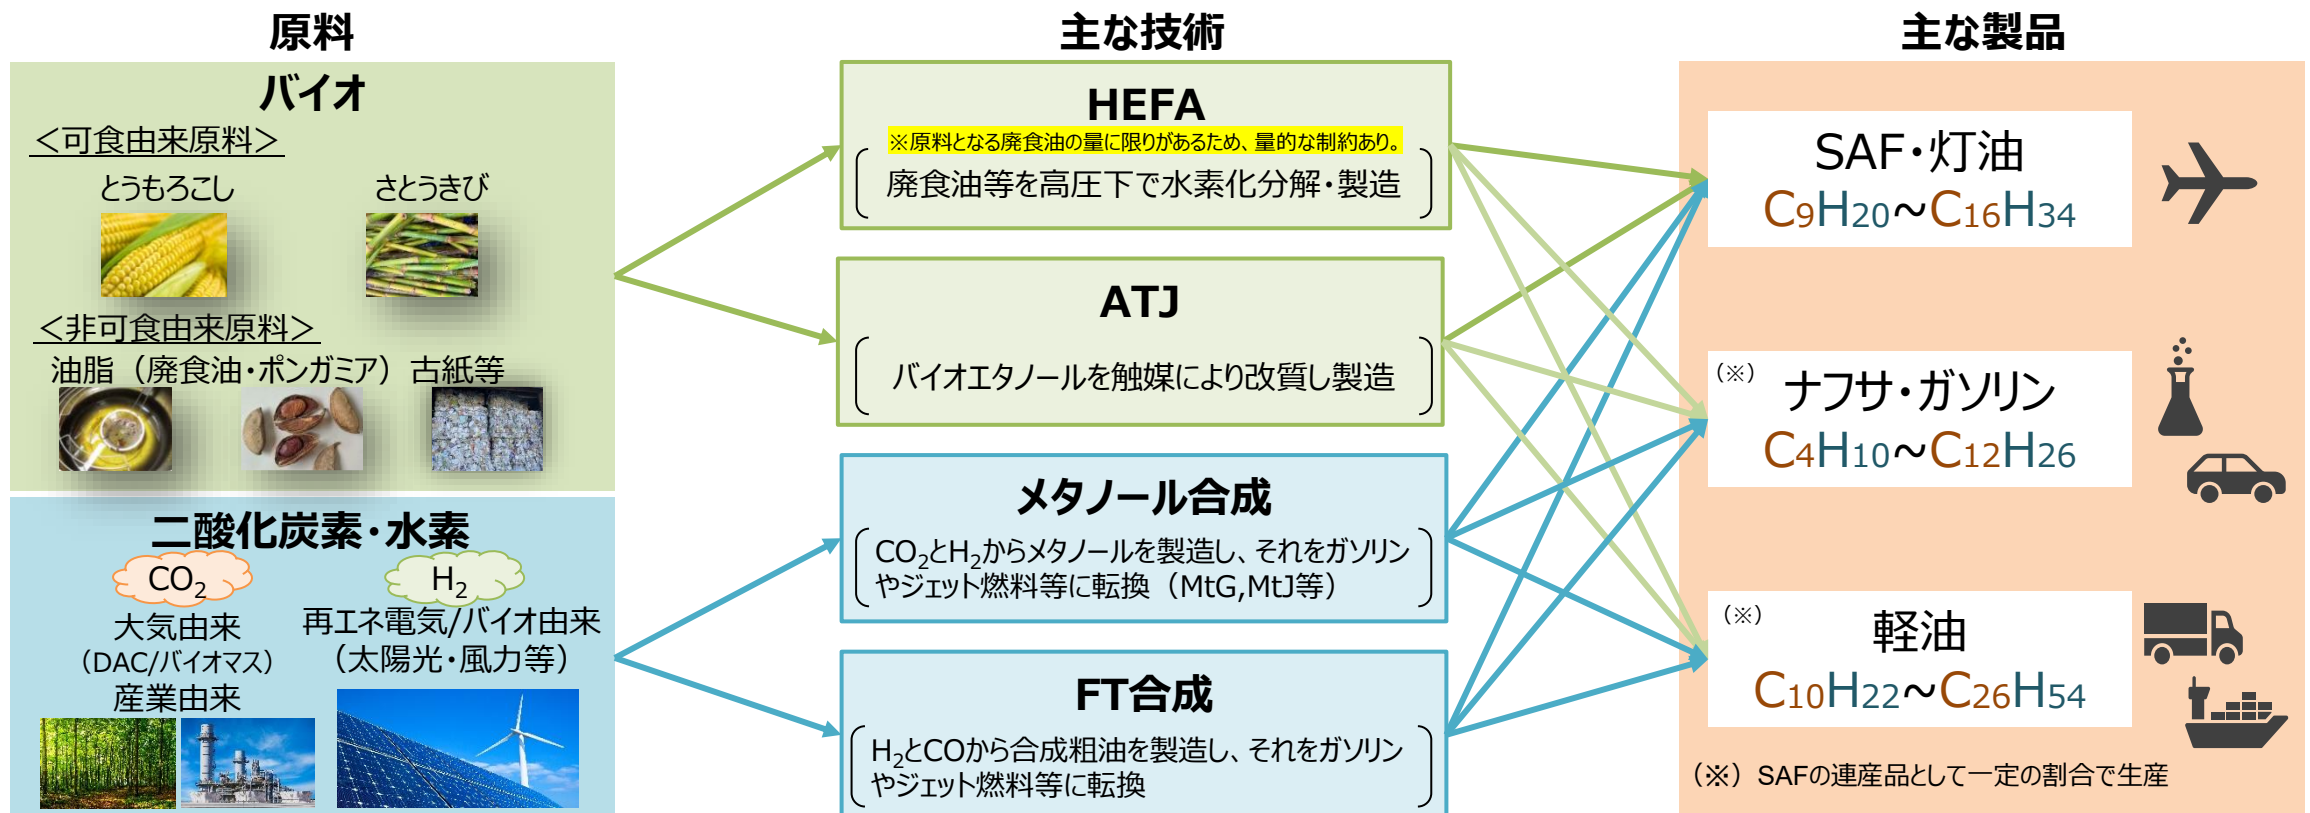 原料
バイオ
＜可食由来原料＞
とうもろこし
さとうきび
＜非可食由来原料＞
油脂（廃食油・ポンガミア）古紙等
二酸化炭素・水素
CO₂
H₂
大気由来
（DAC/バイオマス）
産業由来
再エネ電気/バイオ由来
（太陽光・風力等）
主な技術
HEFA
※原料となる廃食油の量に限りがあるため、量的な制約あり。
廃食油等を高圧下で水素化分解・製造
ATJ
バイオエタノールを触媒により改質し製造
メタノール合成
CO₂とH₂からメタノールを製造し、それをガソリン
やジェット燃料等に転換（MtG,MtJ等）
FT合成
H₂とCOから合成粗油を製造し、それをガソリン
やジェット燃料等に転換
主な製品
SAF・灯油
C₉H₂₀~C₁₆H₃₄
（※）
ナフサ・ガソリン
C₄H₁₀~C₁₂H₂₆
（※）
軽油
C₁₀H₂₂~C₂₆H₅₄
（※）SAFの連産品として一定の割合で生産